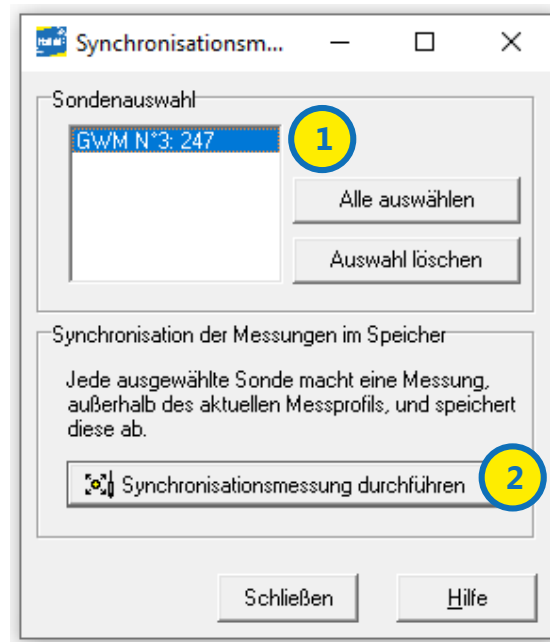 Synchronisationsm...
Sondenauswahl
GWM N°3: 247
1
Alle auswählen
Auswahl löschen
Synchronisation der Messungen im Speicher
Jede ausgewählte Sonde macht eine Messung,
außerhalb des aktuellen Messprofils, und speichert
diese ab.
Synchronisationsmessung durchführen
2
Schließen
Hilfe